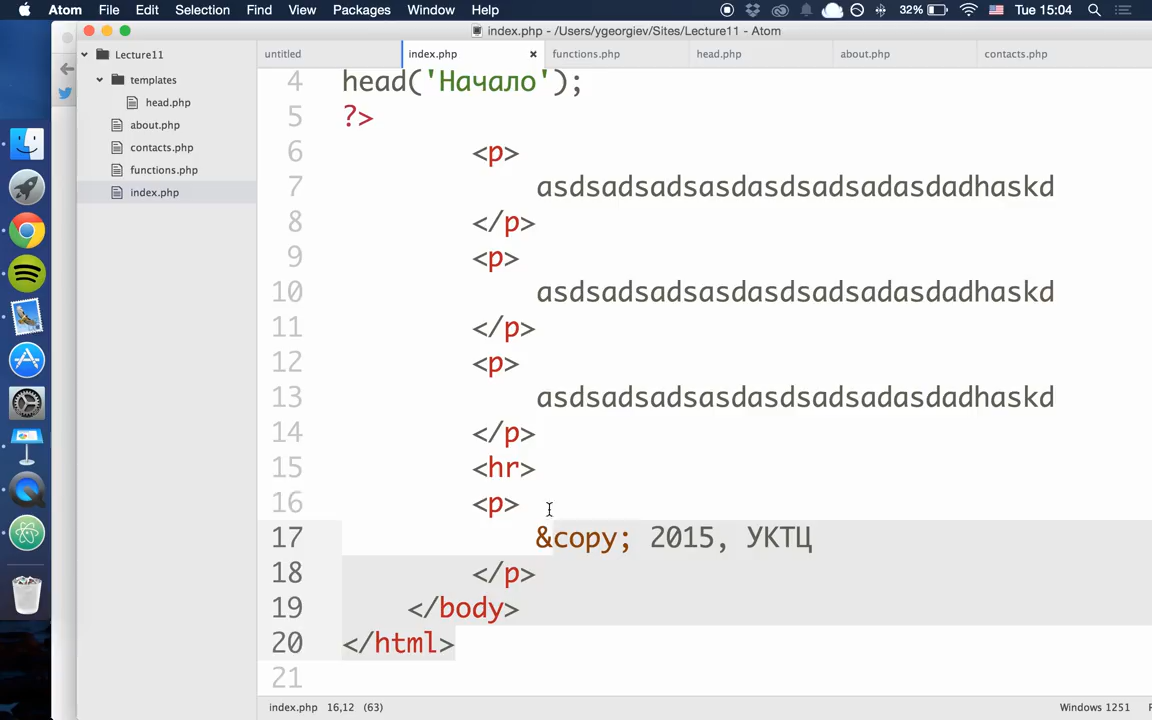 Atom File Edit Selection Find View Packages Window Help 32% Tue 15:04
index.php - /Users/ygeorgiev/Sites/Lecture11 - Atom
Lecture11
templates
head.php
about.php
contacts.php
functions.php
index.php
untitled index.php functions.php head.php about.php contacts.php
4 head('Начало');
5 ?>
6 <p>
7 asdsadsadsasdasdsadsadasdadhaskd
8 </p>
9 <p>
10 asdsadsadsasdasdsadsadasdadhaskd
11 </p>
12 <p>
13 asdsadsadsasdasdsadsadasdadhaskd
14 </p>
15 <hr>
16 <p>
17 &copy; 2015, УКТЦ
18 </p>
19 </body>
20 </html>
21
index.php 16,12 (63) Windows 1251